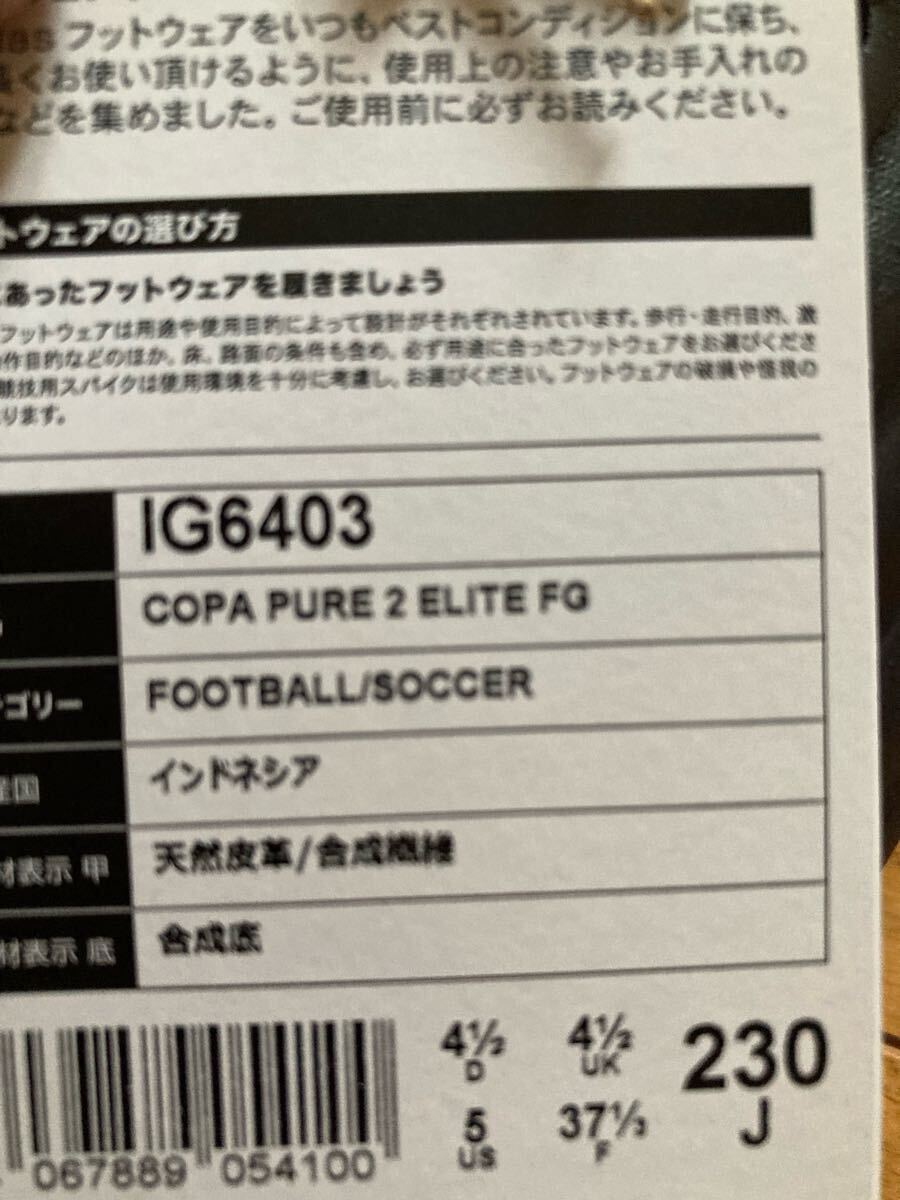 フットウェアをいつもベストコンディションに保ち、
くお使い頂けるように、使用上の注意やお手入れの
などを集めました。ご使用前に必ずお読みください。
トウェアの選び方
あったフットウェアを履きましょう
フットウェアは用途や使用目的によって設計がそれぞれされています。歩行・走行目的、激
作目的などのほか、床、路面の条件も含め、必ず用途に合ったフットウェアをお選びくださ
競技用スパイクは使用環境を十分に考慮し、お選びください。フットウェアの破損や怪我の
ります。
IG6403
COPA PURE 2 ELITE FG
ゴリー FOOTBALL/SOCCER
産国 インドネシア
材表示 甲 天然皮革/合成繊維
材表示 底 合成底
4½ D 4½ UK 230 J
5 US 37⅓ F
067889 054100